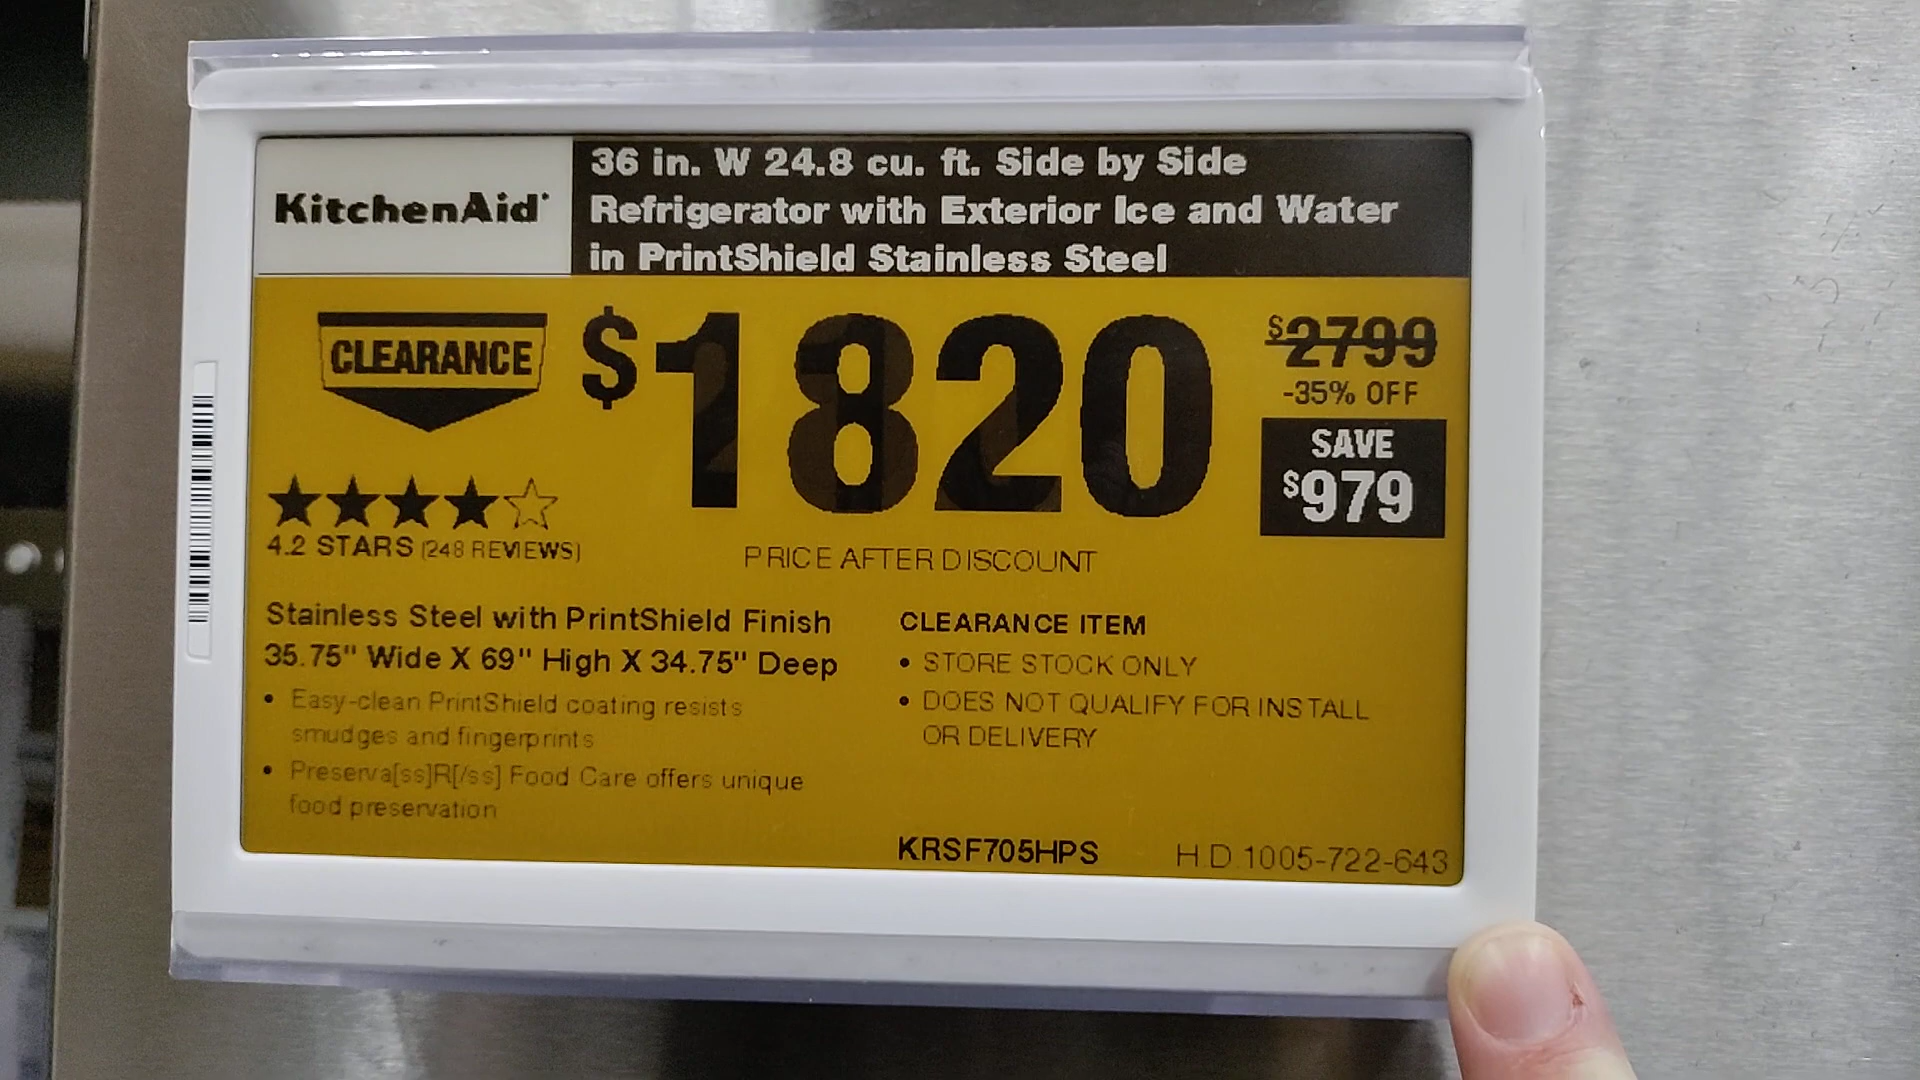 KitchenAid
36 in. W 24.8 cu. ft. Side by Side
Refrigerator with Exterior Ice and Water
in PrintShield Stainless Steel
CLEARANCE
$1820
$2799
-35% OFF
SAVE
$979
4.2 STARS (248 REVIEWS)
PRICE AFTER DISCOUNT
Stainless Steel with PrintShield Finish
35.75" Wide X 69" High X 34.75" Deep
• Easy-clean PrintShield coating resists
smudges and fingerprints
• Preserva[ss]R[/ss] Food Care offers unique
food preservation
CLEARANCE ITEM
• STORE STOCK ONLY
• DOES NOT QUALIFY FOR INSTALL
OR DELIVERY
KRSF705HPS
H.D.1005-722-643